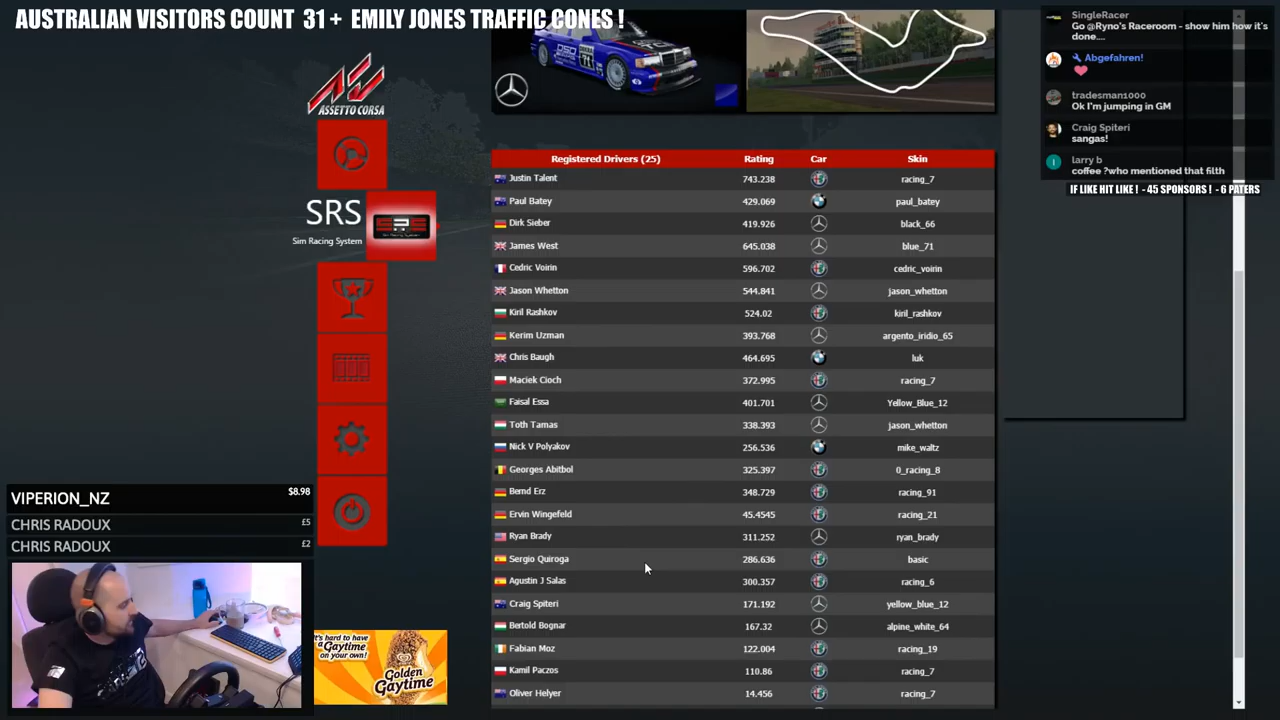 AUSTRALIAN VISITORS COUNT 31 + EMILY JONES TRAFFIC CONES !
ASSETTO CORSA
SRS
Sim Racing System
71
Registered Drivers (25) Rating Car Skin
Justin Talent 743.238 racing_7
Paul Batey 429.069 paul_batey
Dirk Sieber 419.926 black_66
James West 645.038 blue_71
Cedric Voirin 596.702 cedric_voirin
Jason Whetton 544.841 jason_whetton
Kiril Rashkov 524.02 kiril_rashkov
Kerim Uzman 393.768 argento_iridio_65
Chris Baugh 464.695 luk
Maciek Cioch 372.995 racing_7
Faisal Essa 401.701 Yellow_Blue_12
Toth Tamas 338.393 jason_whetton
Nick V Polyakov 256.536 mike_waltz
Georges Abitbol 325.397 0_racing_8
Bernd Erz 348.729 racing_91
Ervin Wingefeld 45.4545 racing_21
Ryan Brady 311.252 ryan_brady
Sergio Quiroga 286.636 basic
Agustin J Salas 300.357 racing_6
Craig Spiteri 171.192 yellow_blue_12
Bertold Bognar 167.32 alpine_white_64
Fabian Moz 122.004 racing_19
Kamil Paczos 110.86 racing_7
Oliver Helyer 14.456 racing_7
SingleRacer
Go @Ryno's Raceroom - show him how it's
done....
Abgefahren!
tradesman1000
Ok I'm jumping in GM
Craig Spiteri
sangas!
larry b
coffee ?who mentioned that filth
IF LIKE HIT LIKE ! - 45 SPONSORS ! - 6 PATERS
VIPERION_NZ $8.98
CHRIS RADOUX £5
CHRIS RADOUX £2
It's hard to have
a Gaytime
on your own!
Golden
Gaytime